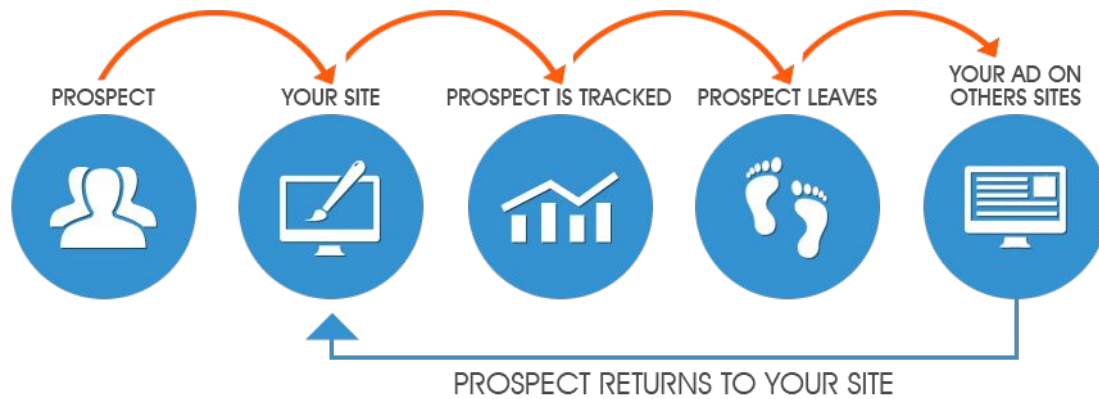 PROSPECT
YOUR SITE
PROSPECT IS TRACKED
PROSPECT LEAVES
YOUR AD ON
OTHERS SITES
PROSPECT RETURNS TO YOUR SITE